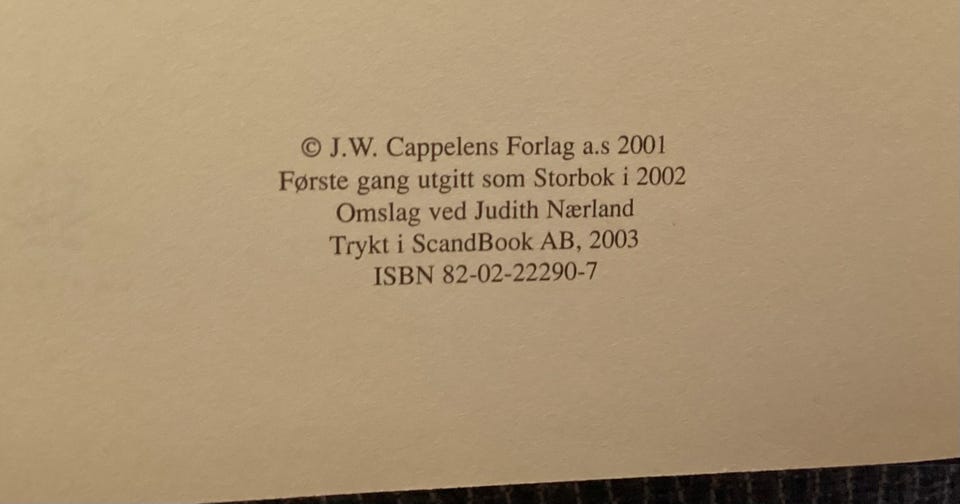 © J.W. Cappelens Forlag a.s 2001
Første gang utgitt som Storbok i 2002
Omslag ved Judith Nærland
Trykt i ScandBook AB, 2003
ISBN 82-02-22290-7